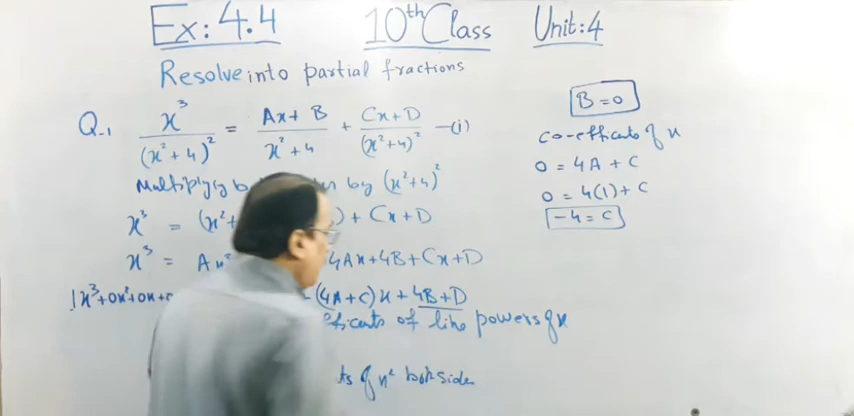 Ex: 4.4 10th Class Unit: 4
Resolve into partial fractions
Q.1 x³/(x²+4)² = Ax+B/x²+4 + Cx+D/(x²+4)² —(i)
Multiplying b by (x²+4)²
x³ = (x²+ ) + Cx+D
x³ = Ax³ 4Ax+4B+Cx+D
1x³+0x²+0x+ (4A+C)x + 4B+D
efficients of like powers of x
ts of x² both sides
B=0
co-efficients of x
0 = 4A + C
0 = 4(1) + C
-4 = C